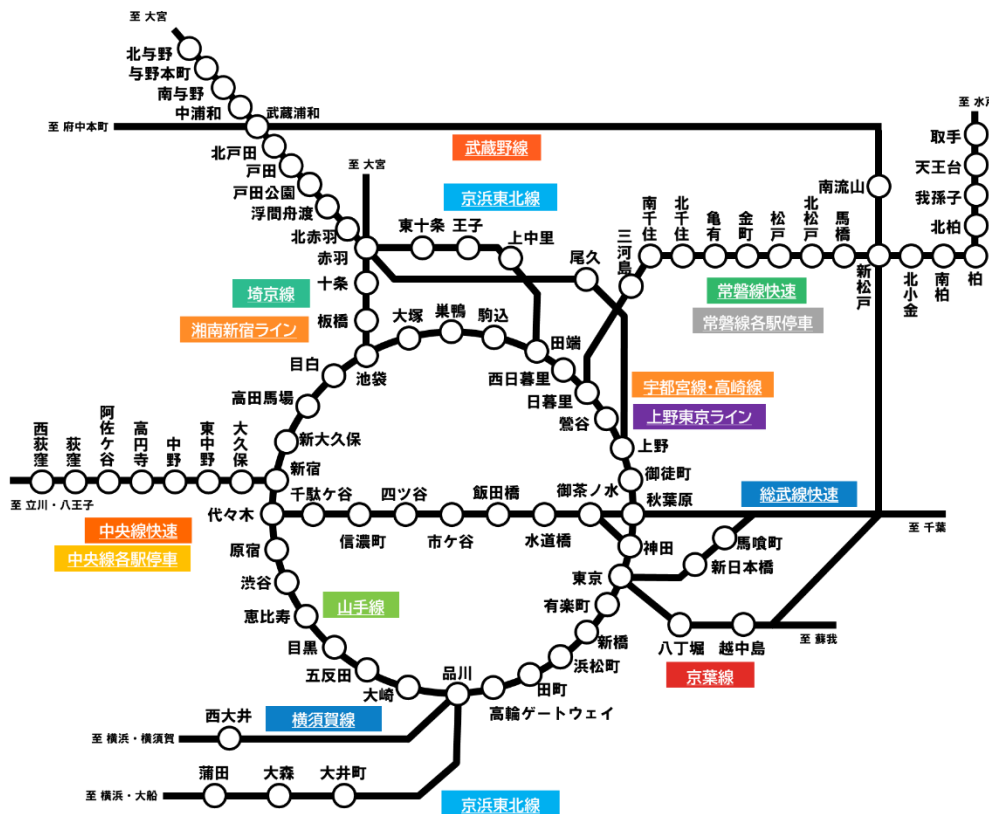 至 大宮
北与野
与野本町
南与野
中浦和
武蔵浦和
至 府中本町
武蔵野線
北戸田
戸田
戸田公園
浮間舟渡
北赤羽
赤羽
至 大宮
京浜東北線
東十条
王子
上中里
尾久
三河島
南千住
北千住
亀有
金町
松戸
北松戸
馬橋
南流山
新松戸
北小金
南柏
柏
北柏
我孫子
天王台
取手
常磐線快速
常磐線各駅停車
埼京線
湘南新宿ライン
十条
板橋
池袋
大塚
巣鴨
駒込
田端
西日暮里
日暮里
鶯谷
上野
御徒町
秋葉原
宇都宮線・高崎線
上野東京ライン
目白
高田馬場
新大久保
新宿
西荻窪
荻窪
阿佐ケ谷
高円寺
中野
東中野
大久保
至 立川・八王子
中央線快速
中央線各駅停車
代々木
千駄ケ谷
信濃町
四ツ谷
市ケ谷
飯田橋
水道橋
御茶ノ水
総武線快速
至 千葉
神田
馬喰町
新日本橋
東京
有楽町
新橋
浜松町
田町
高輪ゲートウェイ
品川
大崎
五反田
目黒
恵比寿
渋谷
原宿
山手線
八丁堀
越中島
至 蘇我
京葉線
横須賀線
西大井
至 横浜・横須賀
蒲田
大森
大井町
至 横浜・大船
京浜東北線